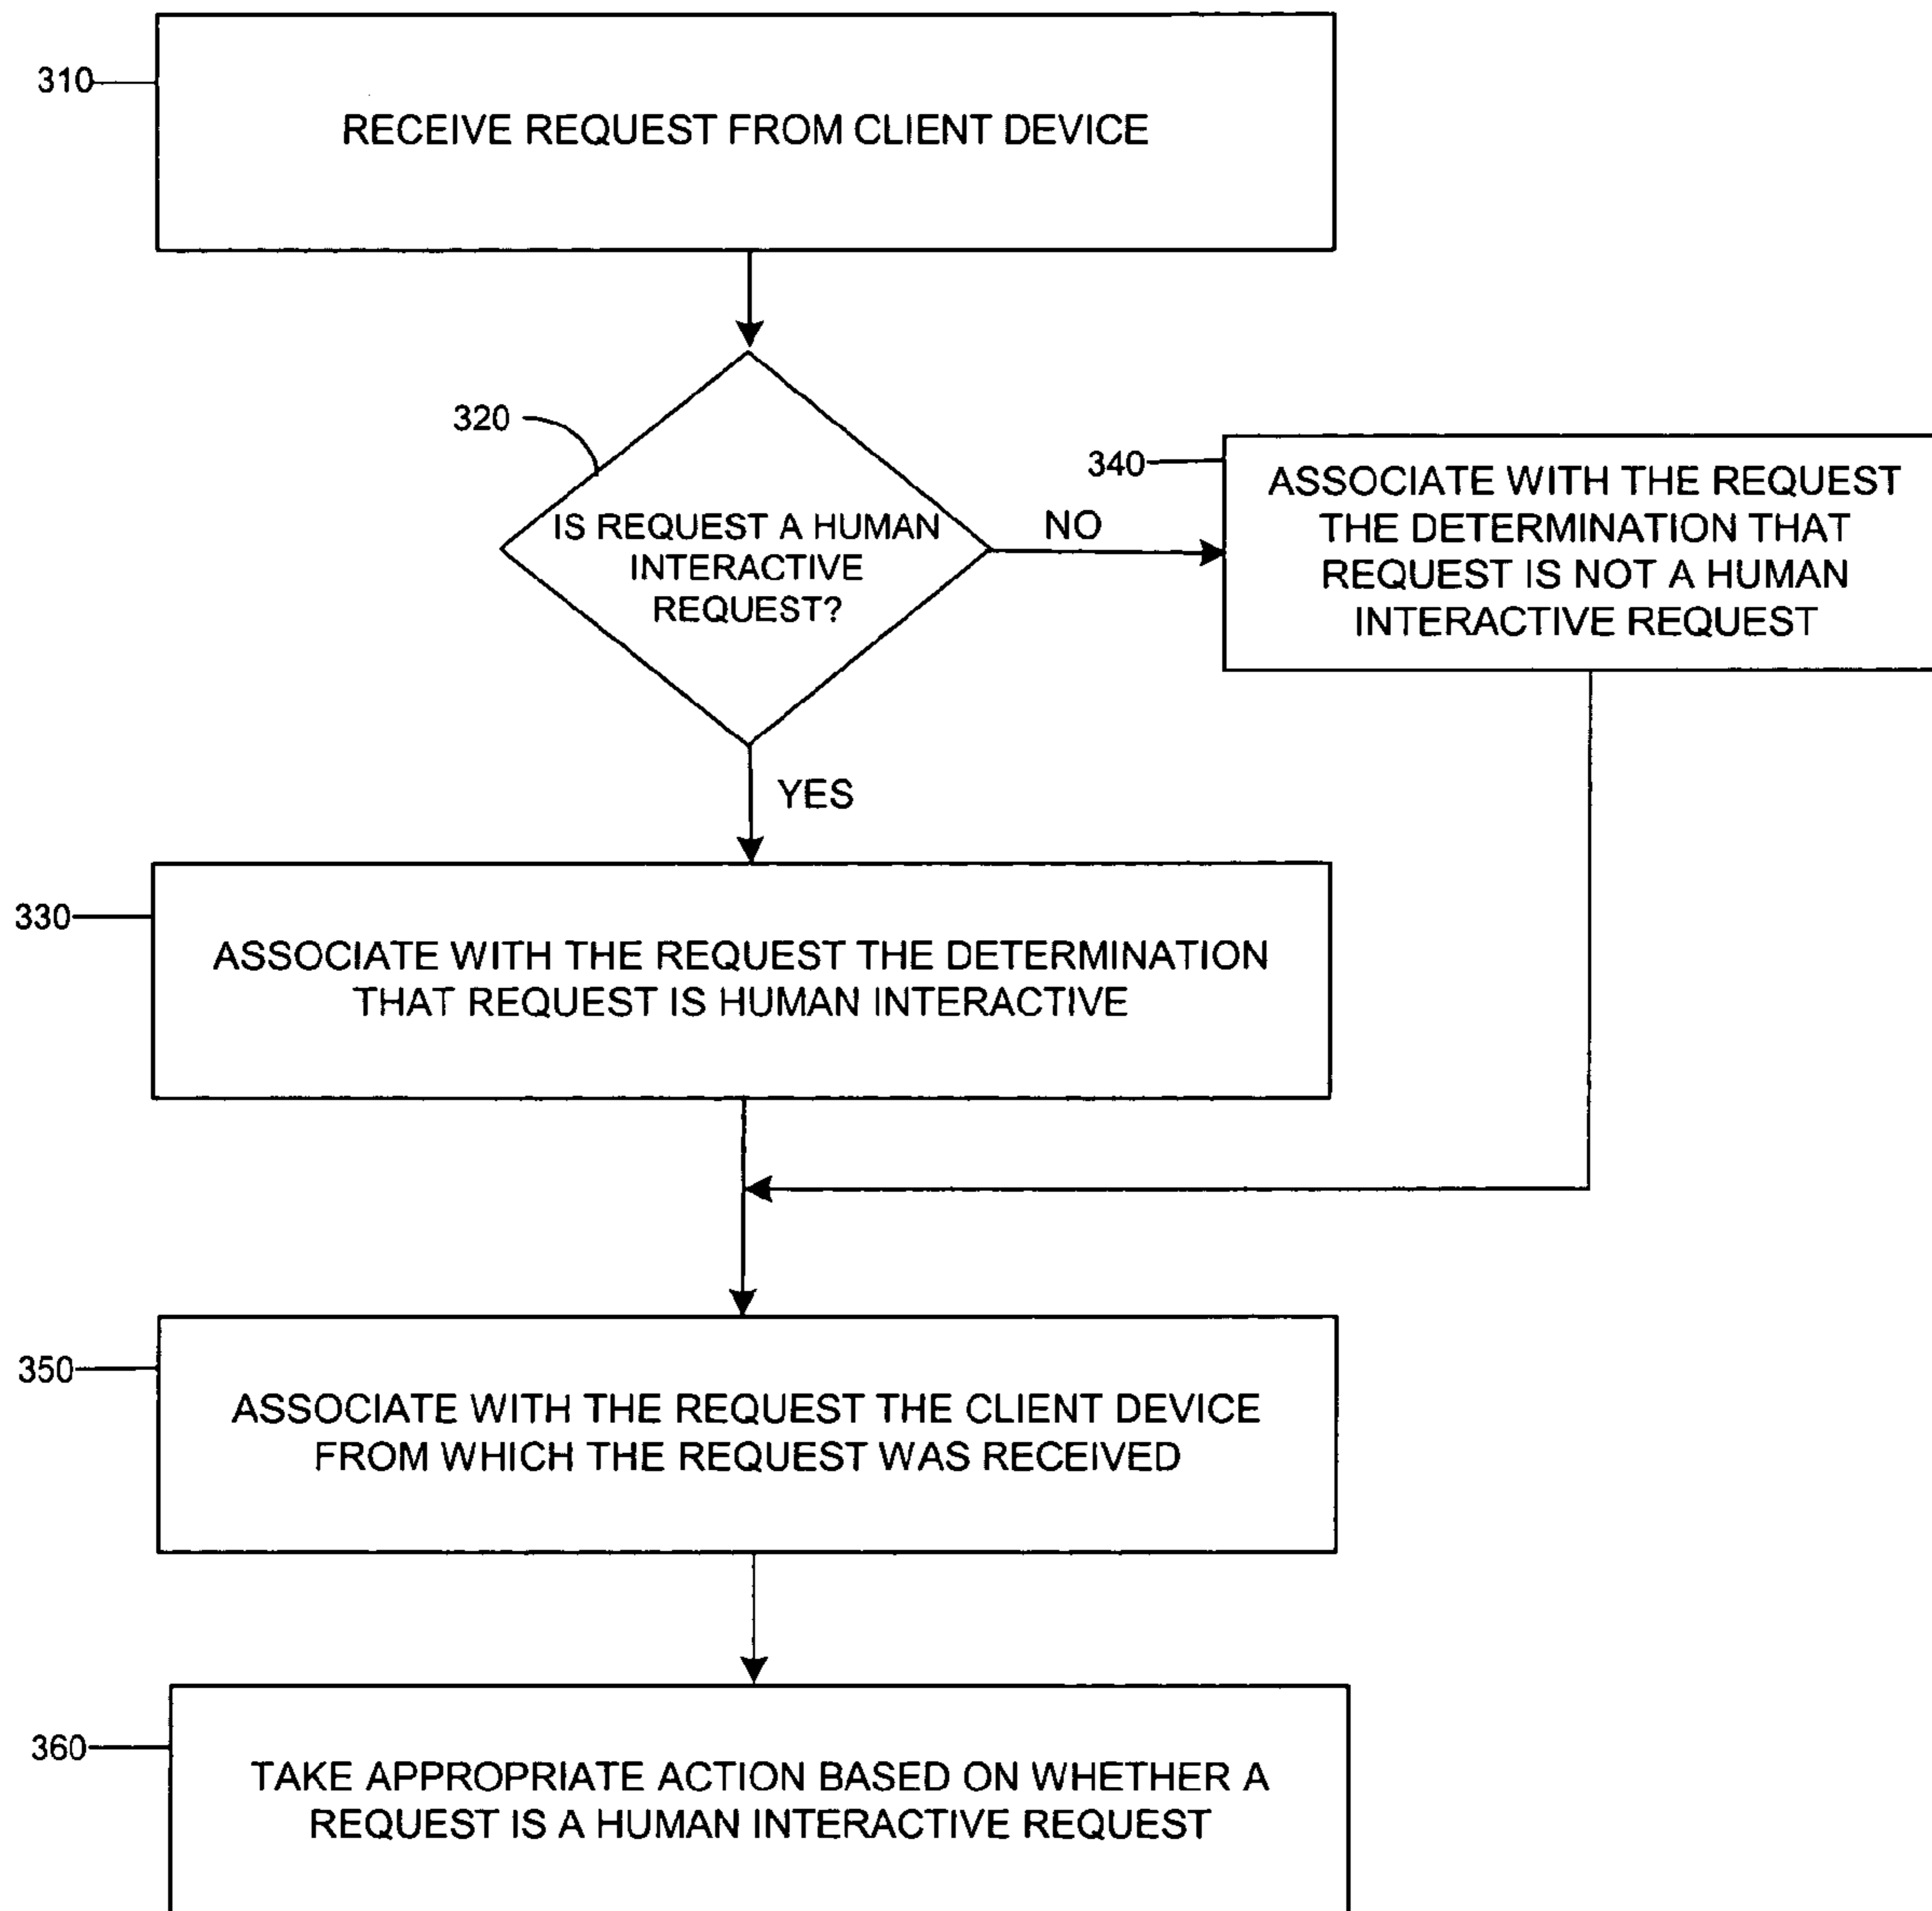 310
RECEIVE REQUEST FROM CLIENT DEVICE
320
IS REQUEST A HUMAN
INTERACTIVE
REQUEST?
NO
340
ASSOCIATE WITH THE REQUEST
THE DETERMINATION THAT
REQUEST IS NOT A HUMAN
INTERACTIVE REQUEST
YES
330
ASSOCIATE WITH THE REQUEST THE DETERMINATION
THAT REQUEST IS HUMAN INTERACTIVE
350
ASSOCIATE WITH THE REQUEST THE CLIENT DEVICE
FROM WHICH THE REQUEST WAS RECEIVED
360
TAKE APPROPRIATE ACTION BASED ON WHETHER A
REQUEST IS A HUMAN INTERACTIVE REQUEST